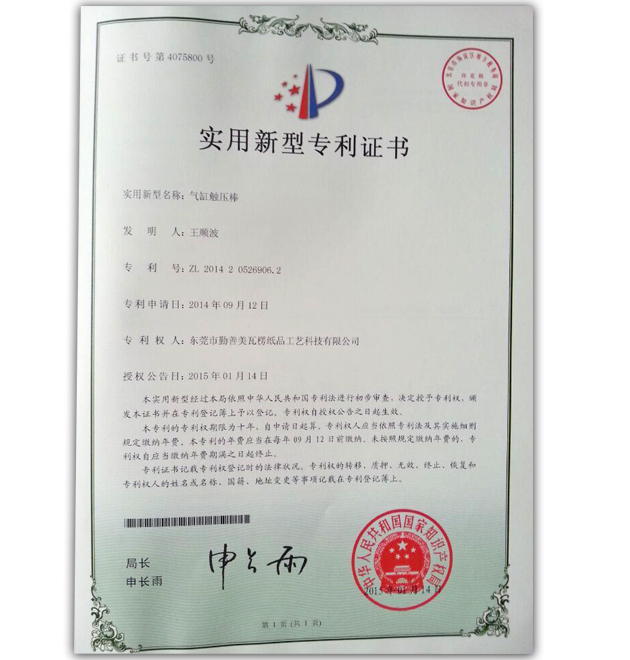 证书号第4075800号
实用新型专利证书
实用新型名称：气缸触压棒
发明人：王顺波
专利号：ZL 2014 2 0526906.2
专利申请日：2014年09月12日
专利权人：东莞市勤善美瓦楞纸品工艺科技有限公司
授权公告日：2015年01月14日
本实用新型经过本局依照中华人民共和国专利法进行初步审查，决定授予专利权，颁
发本证书并在专利登记簿上予以登记。专利权自授权公告之日起生效。
本专利的专利权期限为十年，自申请日起算。专利权人应当依照专利法及其实施细则
规定缴纳年费。本专利的年费应当在每年09月12日前缴纳。未按照规定缴纳年费的，专
利权自应当缴纳年费期满之日起终止。
专利证书记载专利权登记时的法律状况。专利权的转移、质押、无效、终止、恢复和
专利权人的姓名或名称、国籍、地址变更等事项记载在专利登记簿上。
局长
申长雨
申长雨
中华人民共和国国家知识产权局
2015年01月14日
第1页（共1页）